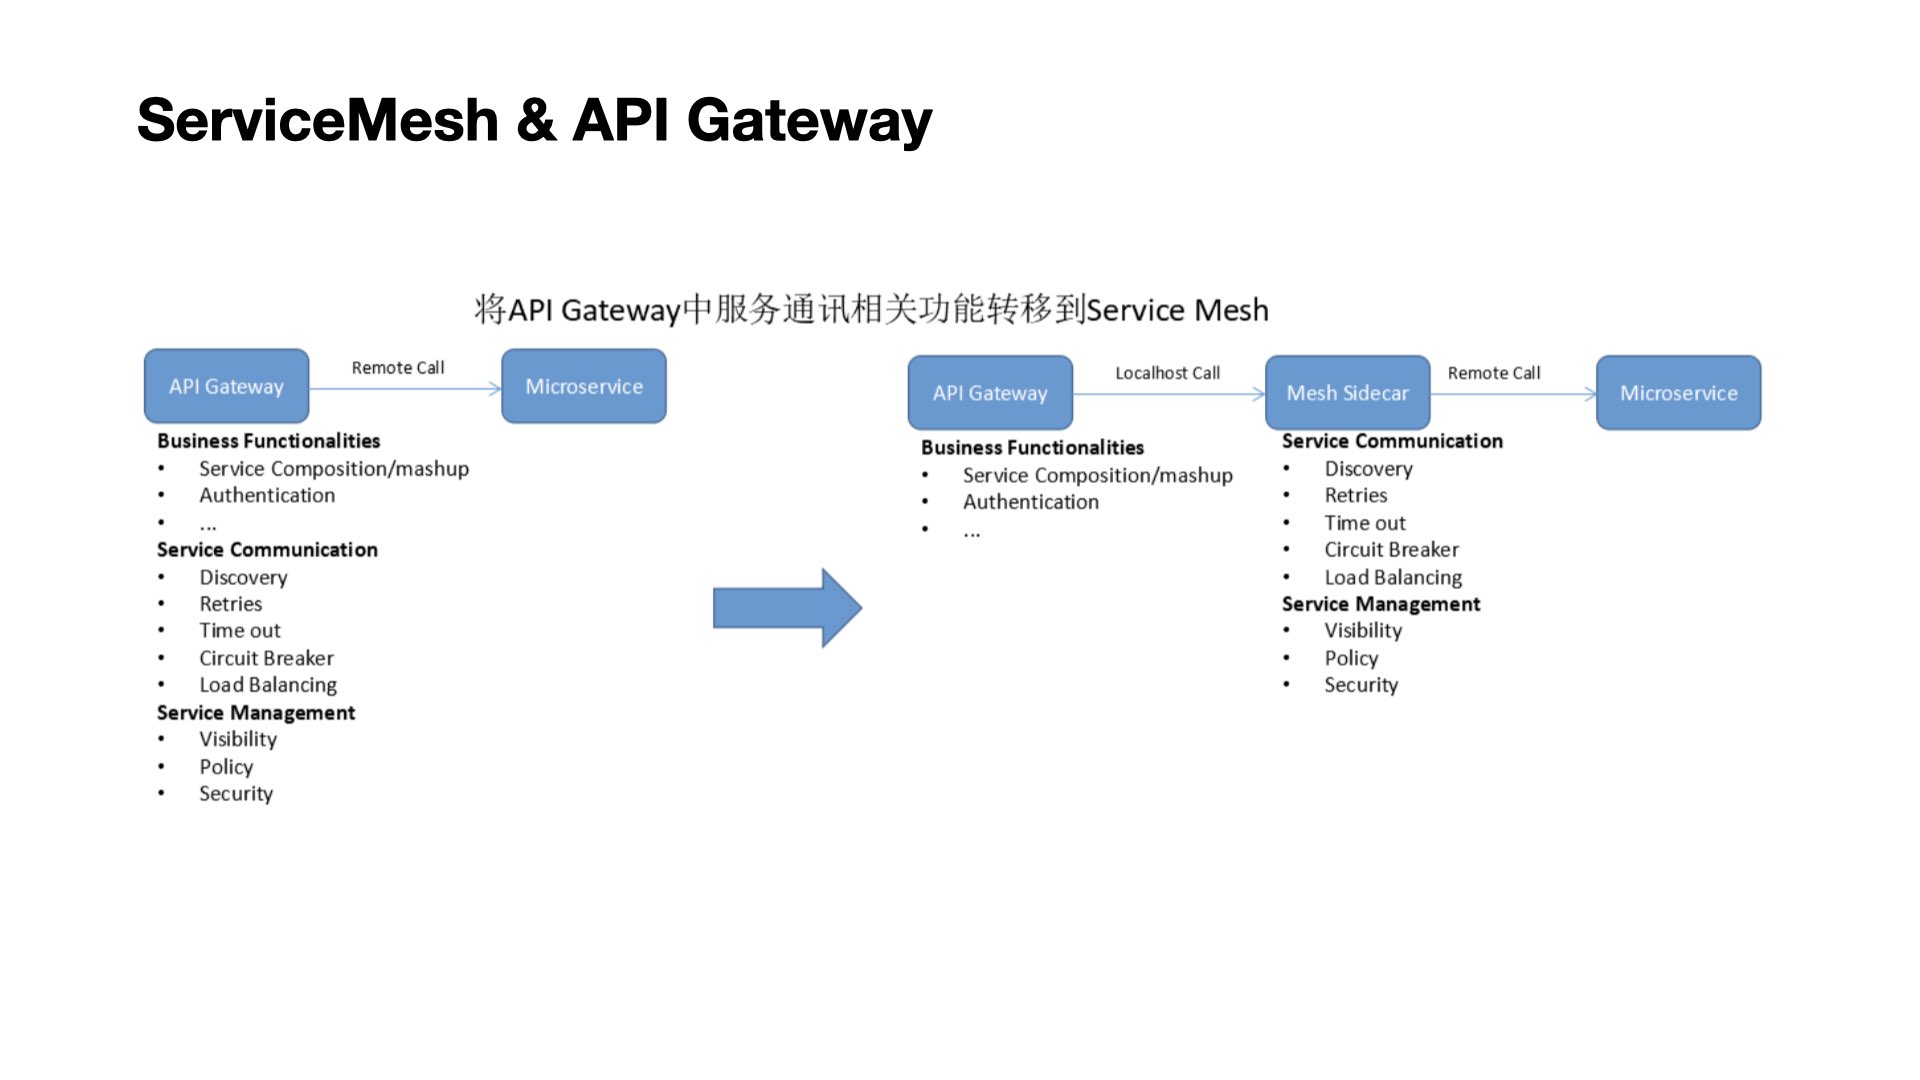 ServiceMesh & API Gateway
将API Gateway中服务通讯相关功能转移到Service Mesh
API Gateway
Remote Call
Microservice
Business Functionalities
• Service Composition/mashup
• Authentication
• ...
Service Communication
• Discovery
• Retries
• Time out
• Circuit Breaker
• Load Balancing
Service Management
• Visibility
• Policy
• Security
API Gateway
Localhost Call
Mesh Sidecar
Remote Call
Microservice
Business Functionalities
• Service Composition/mashup
• Authentication
• ...
Service Communication
• Discovery
• Retries
• Time out
• Circuit Breaker
• Load Balancing
Service Management
• Visibility
• Policy
• Security